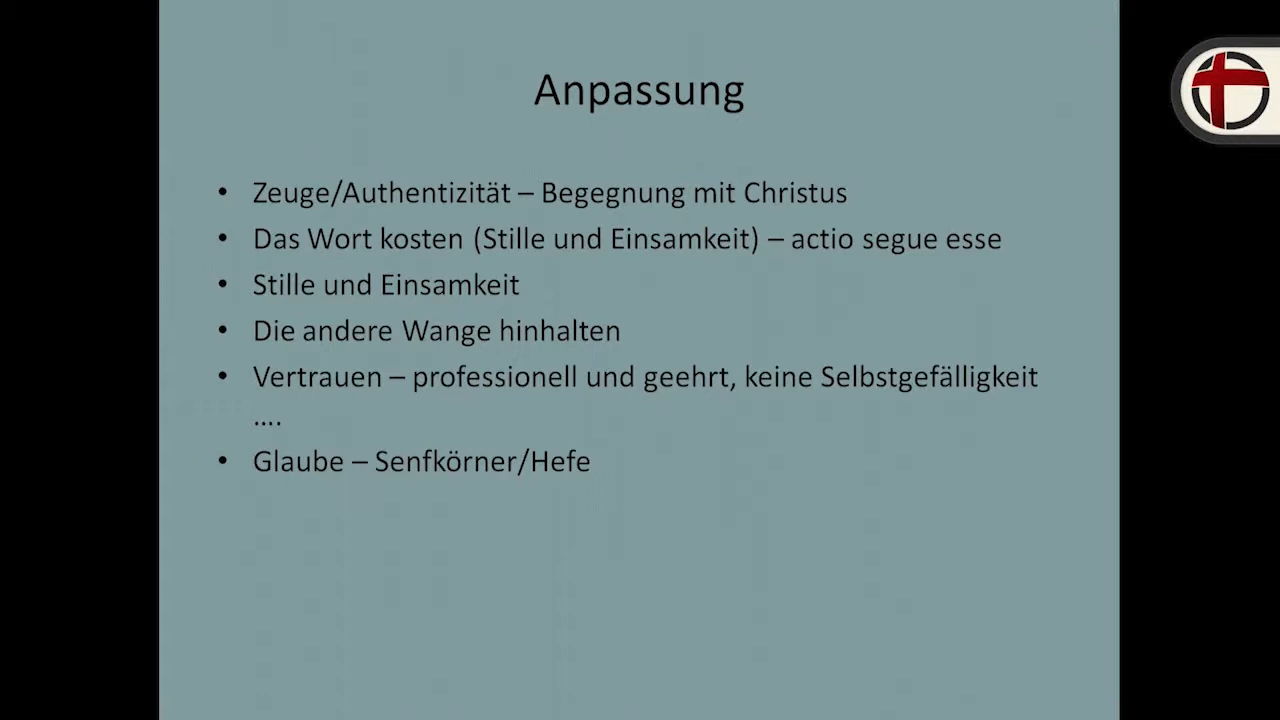 Anpassung
• Zeuge/Authentizität – Begegnung mit Christus
• Das Wort kosten (Stille und Einsamkeit) – actio segue esse
• Stille und Einsamkeit
• Die andere Wange hinhalten
• Vertrauen – professionell und geehrt, keine Selbstgefälligkeit
….
• Glaube – Senfkörner/Hefe